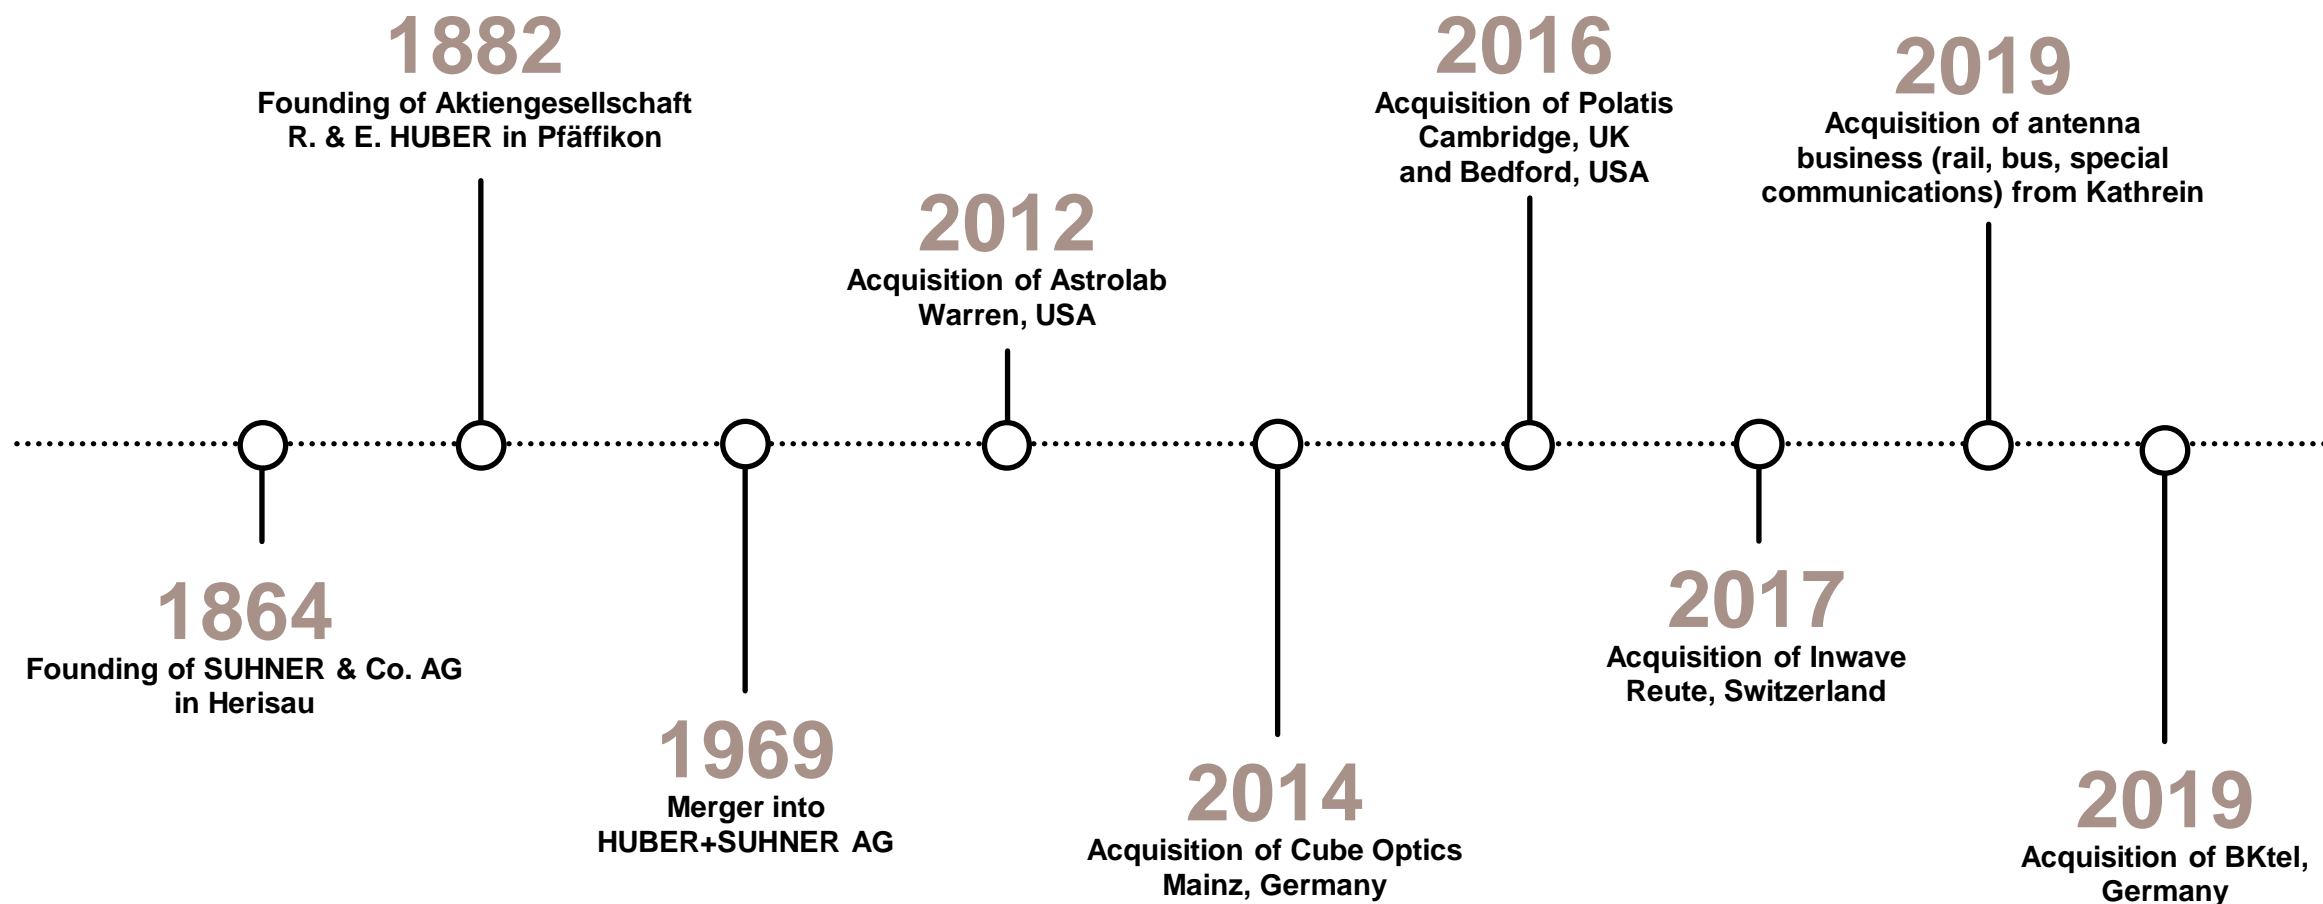 1882
Founding of Aktiengesellschaft
R. & E. HUBER in Pfäffikon
2016
Acquisition of Polatis
Cambridge, UK
and Bedford, USA
2019
Acquisition of antenna
business (rail, bus, special
communications) from Kathrein
2012
Acquisition of Astrolab
Warren, USA
1864
Founding of SUHNER & Co. AG
in Herisau
1969
Merger into
HUBER+SUHNER AG
2014
Acquisition of Cube Optics
Mainz, Germany
2017
Acquisition of Inwave
Reute, Switzerland
2019
Acquisition of BKtel,
Germany